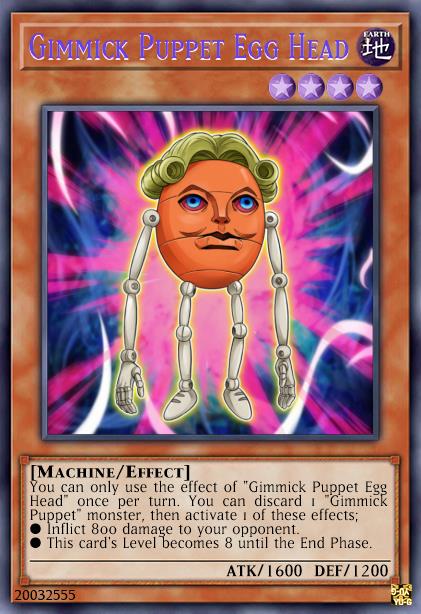 Gimmick Puppet Egg Head
EARTH
地
[Machine/Effect]
You can only use the effect of "Gimmick Puppet Egg
Head" once per turn. You can discard 1 "Gimmick
Puppet" monster, then activate 1 of these effects;
● Inflict 800 damage to your opponent.
● This card's Level becomes 8 until the End Phase.
ATK/1600 DEF/1200
20032555